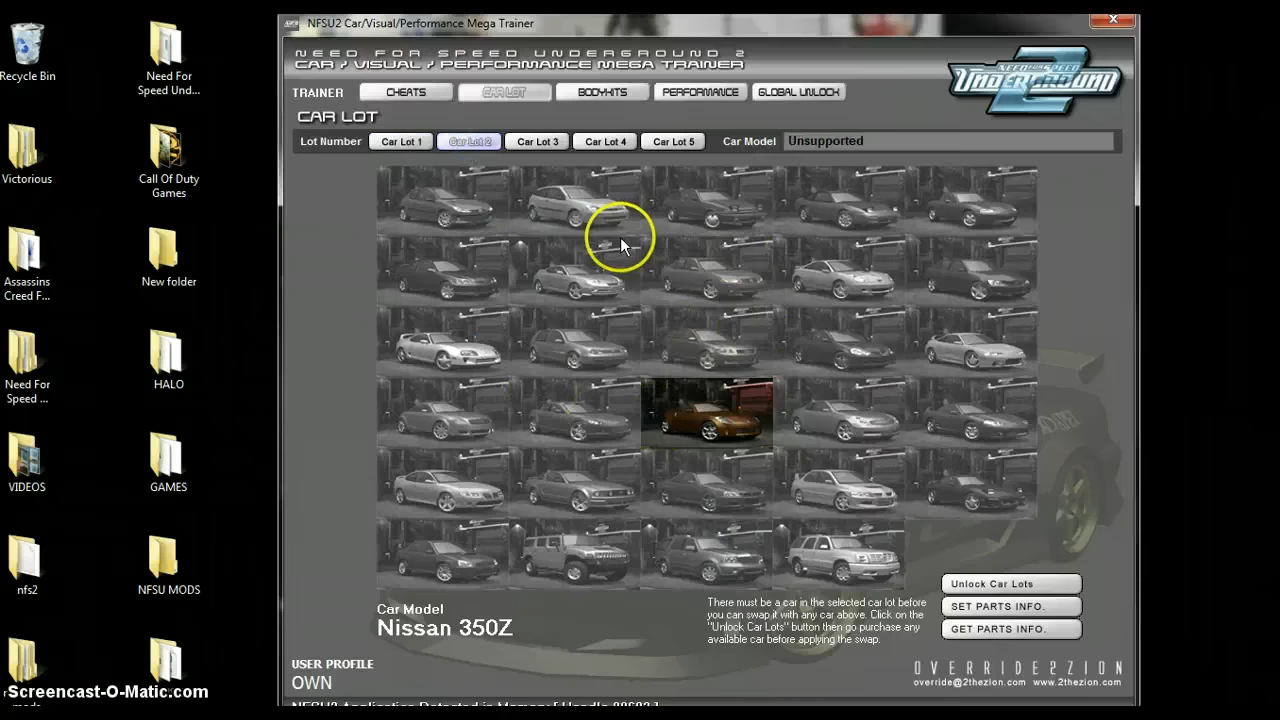 Recycle Bin
Need For
Speed Und...
Victorious
Call Of Duty
Games
Assassins
Creed F...
New folder
Need For
Speed ...
HALO
VIDEOS
GAMES
nfs2
NFSU MODS
Screencast-O-Matic.com
NFSU2 Car/Visual/Performance Mega Trainer
NEED FOR SPEED UNDERGROUND 2
CAR / VISUAL / PERFORMANCE MEGA TRAINER
NEED FOR SPEED
UNDERGROUND
2
TRAINER CHEATS CAR LOT BODYKITS PERFORMANCE GLOBAL UNLOCK
CAR LOT
Lot Number Car Lot 1 Car Lot 2 Car Lot 3 Car Lot 4 Car Lot 5 Car Model Unsupported
Car Model
Nissan 350Z
There must be a car in the selected car lot before
you can swap it with any car above. Click on the
"Unlock Car Lots" button then go purchase any
available car before applying the swap.
Unlock Car Lots
SET PARTS INFO.
GET PARTS INFO.
USER PROFILE
OWN
OVERRIDE2ZION
override@2thezion.com www.2thezion.com